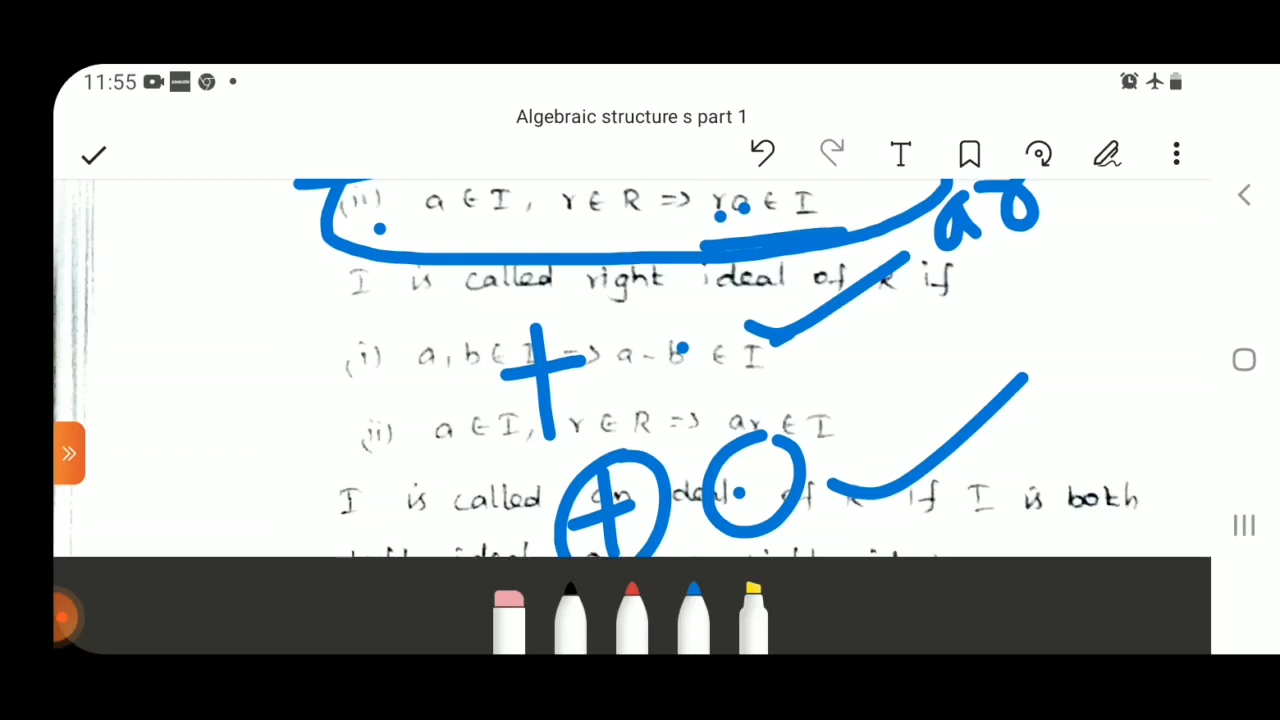 11:55
Algebraic structure s part 1
(ii) a ∈ I, r ∈ R => ra ∈ I
ar
I is called right ideal of R if
(i) a, b ∈ I => a - b ∈ I
(ii) a ∈ I, r ∈ R => ar ∈ I
I is called an ideal of R if I is both